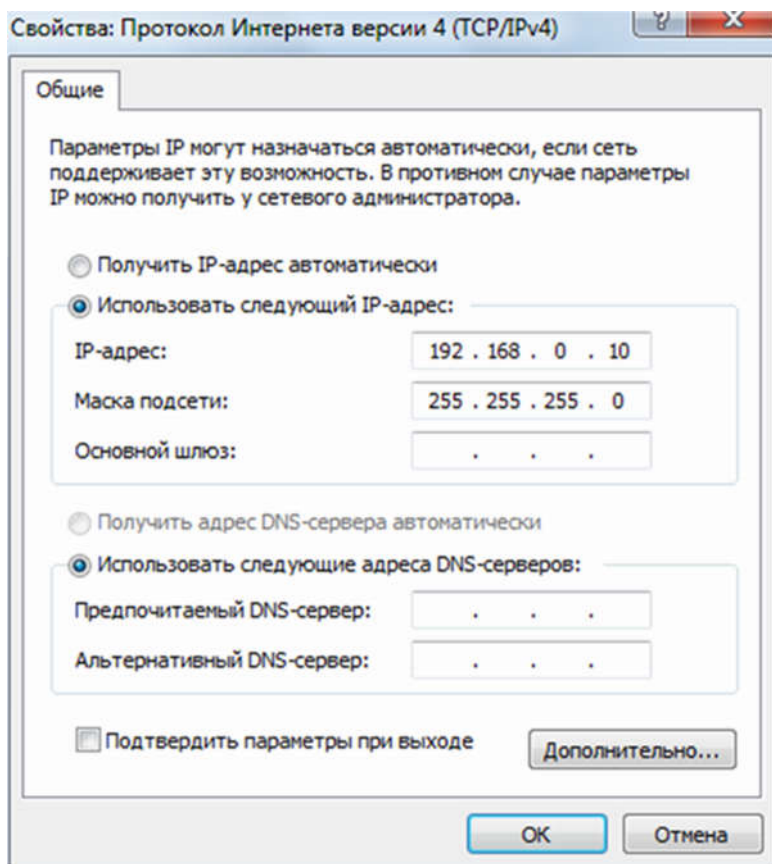 Свойства: Протокол Интернета версии 4 (TCP/IPv4)
?
X
Общие
Параметры IP могут назначаться автоматически, если сеть
поддерживает эту возможность. В противном случае параметры
IP можно получить у сетевого администратора.
Получить IP-адрес автоматически
Использовать следующий IP-адрес:
IP-адрес: 192 . 168 . 0 . 10
Маска подсети: 255 . 255 . 255 . 0
Основной шлюз: . . .
Получить адрес DNS-сервера автоматически
Использовать следующие адреса DNS-серверов:
Предпочитаемый DNS-сервер: . . .
Альтернативный DNS-сервер: . . .
Подтвердить параметры при выходе
Дополнительно...
ОК
Отмена